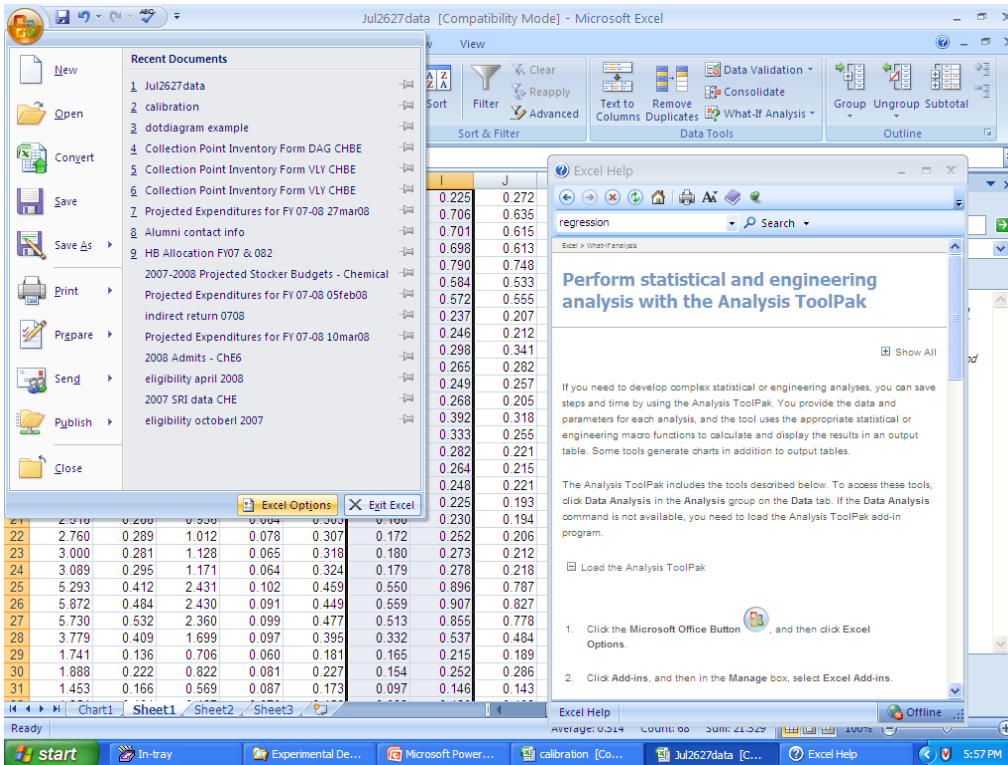 Jul2627data [Compatibility Mode] - Microsoft Excel
View
New
Open
Convert
Save
Save As
Print
Prepare
Send
Publish
Close
Recent Documents
1 Jul2627data
2 calibration
3 dotdiagram example
4 Collection Point Inventory Form DAG CHBE
5 Collection Point Inventory Form VLY CHBE
6 Collection Point Inventory Form VLY CHBE
7 Projected Expenditures for FY 07-08 27mar08
8 Alumni contact info
9 HB Allocation FY07 & 082
2007-2008 Projected Stocker Budgets - Chemical
Projected Expenditures for FY 07-08 05feb08
indirect return 0708
Projected Expenditures for FY 07-08 10mar08
2008 Admits - ChE6
eligibility april 2008
2007 SRI data CHE
eligibility octoberl 2007
Excel Options
Exit Excel
Sort
Filter
Clear
Reapply
Advanced
Sort & Filter
Text to Columns
Remove Duplicates
Data Validation
Consolidate
What-If Analysis
Data Tools
Group
Ungroup
Subtotal
Outline
I J
0.225 0.272
0.706 0.635
0.701 0.615
0.698 0.613
0.790 0.748
0.584 0.533
0.572 0.555
0.237 0.207
0.246 0.212
0.298 0.341
0.265 0.282
0.249 0.257
0.268 0.205
0.392 0.318
0.333 0.255
0.282 0.221
0.264 0.215
0.248 0.221
0.225 0.193
0.230 0.194
22 2.760 0.289 1.012 0.078 0.307 0.172 0.252 0.206
23 3.000 0.281 1.128 0.065 0.318 0.180 0.273 0.212
24 3.089 0.295 1.171 0.064 0.324 0.179 0.278 0.218
25 5.293 0.412 2.431 0.102 0.459 0.550 0.896 0.787
26 5.872 0.484 2.430 0.091 0.449 0.559 0.907 0.827
27 5.730 0.532 2.360 0.099 0.477 0.513 0.855 0.778
28 3.779 0.409 1.699 0.097 0.395 0.332 0.537 0.484
29 1.741 0.136 0.706 0.060 0.181 0.165 0.215 0.189
30 1.888 0.222 0.822 0.081 0.227 0.154 0.252 0.286
31 1.453 0.166 0.569 0.087 0.173 0.097 0.146 0.143
Chart1 Sheet1 Sheet2 Sheet3
Ready
Average: 0.314 Count: 68 Sum: 21.329 100%
Excel Help
regression
Search
Excel > What-if analysis
Perform statistical and engineering
analysis with the Analysis ToolPak
Show All
If you need to develop complex statistical or engineering analyses, you can save
steps and time by using the Analysis ToolPak. You provide the data and
parameters for each analysis, and the tool uses the appropriate statistical or
engineering macro functions to calculate and display the results in an output
table. Some tools generate charts in addition to output tables.
The Analysis ToolPak includes the tools described below. To access these tools,
click Data Analysis in the Analysis group on the Data tab. If the Data Analysis
command is not available, you need to load the Analysis ToolPak add-in
program.
Load the Analysis ToolPak
1. Click the Microsoft Office Button , and then click Excel
Options.
2. Click Add-ins, and then in the Manage box, select Excel Add-ins.
Excel Help
Offline
start
In-tray
Experimental De...
Microsoft Power...
calibration [Co...
Jul2627data [C...
Excel Help
5:57 PM